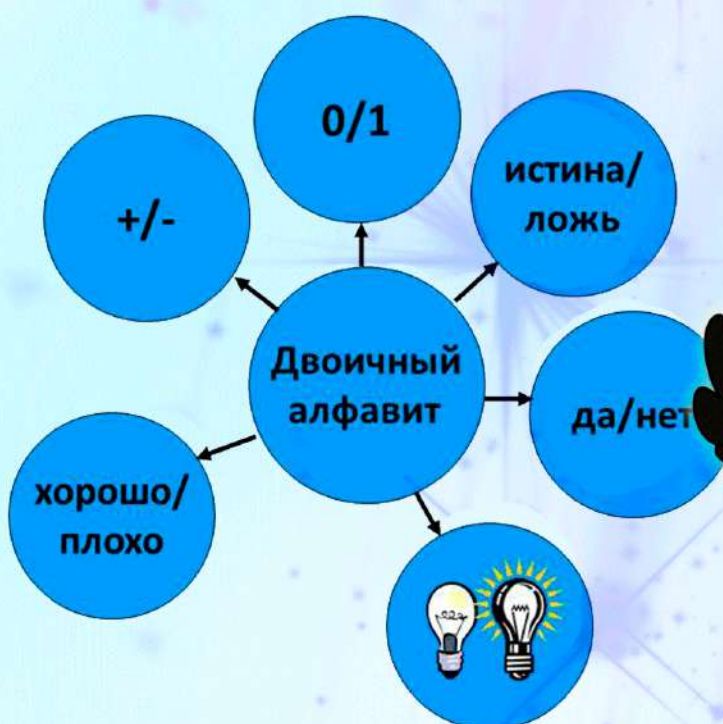 0/1
+/-
истина/
ложь
Двоичный
алфавит
да/нет
хорошо/
плохо